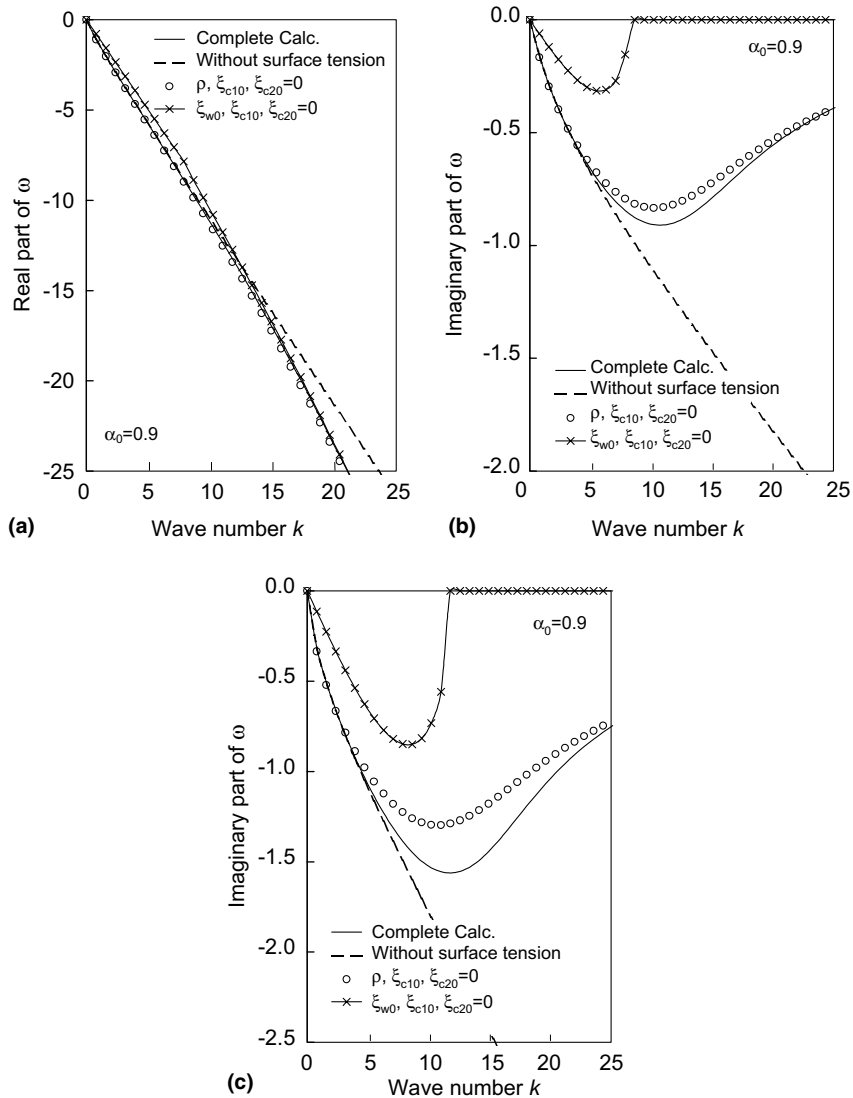 0
-5
-10
-15
-20
-25
0
5
10
15
20
25
Real part of ω
Wave number k
Complete Calc.
Without surface tension
ρ, ξc10, ξc20=0
ξw0, ξc10, ξc20=0
α0=0.9
(a)
0.0
-0.5
-1.0
-1.5
-2.0
0
5
10
15
20
25
Imaginary part of ω
Wave number k
α0=0.9
Complete Calc.
Without surface tension
ρ, ξc10, ξc20=0
ξw0, ξc10, ξc20=0
(b)
0.0
-0.5
-1.0
-1.5
-2.0
-2.5
0
5
10
15
20
25
Imaginary part of ω
Wave number k
α0=0.9
Complete Calc.
Without surface tension
ρ, ξc10, ξc20=0
ξw0, ξc10, ξc20=0
(c)